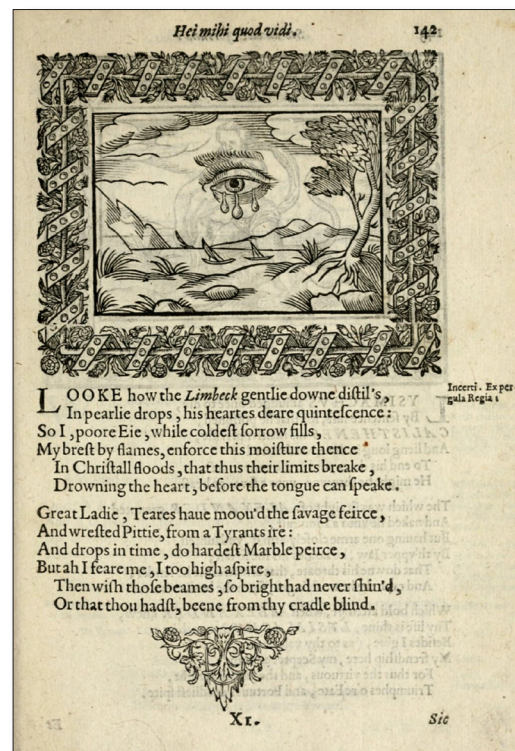 Hei mihi quod vidi. 142
LOOKE how the Limbeck gentlie downe distil's,
In pearlie drops, his heartes deare quintescence:
So I, poore Eie, while coldest sorrow fills,
My brest by flames, enforce this moisture thence
In Christall floods, that thus their limits breake,
Drowning the heart, before the tongue can speake.
Incerti. Ex per
gula Regia
Great Ladie, Teares haue moou'd the savage feirce,
And wrested Pittie, from a Tyrants ire:
And drops in time, do hardest Marble peirce,
But ah I feare me, I too high aspire,
Then wish those beames, so bright had never shin'd,
Or that thou hadst, beene from thy cradle blind.
XI. Sic